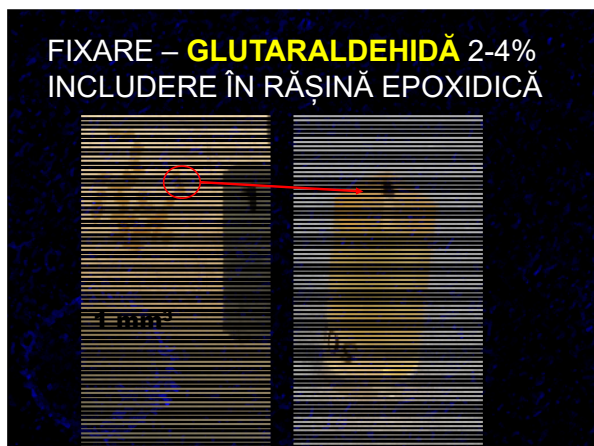 FIXARE – GLUTARALDEHIDĂ 2-4%
INCLUDERE ÎN RĂȘINĂ EPOXIDICĂ
1 mm³